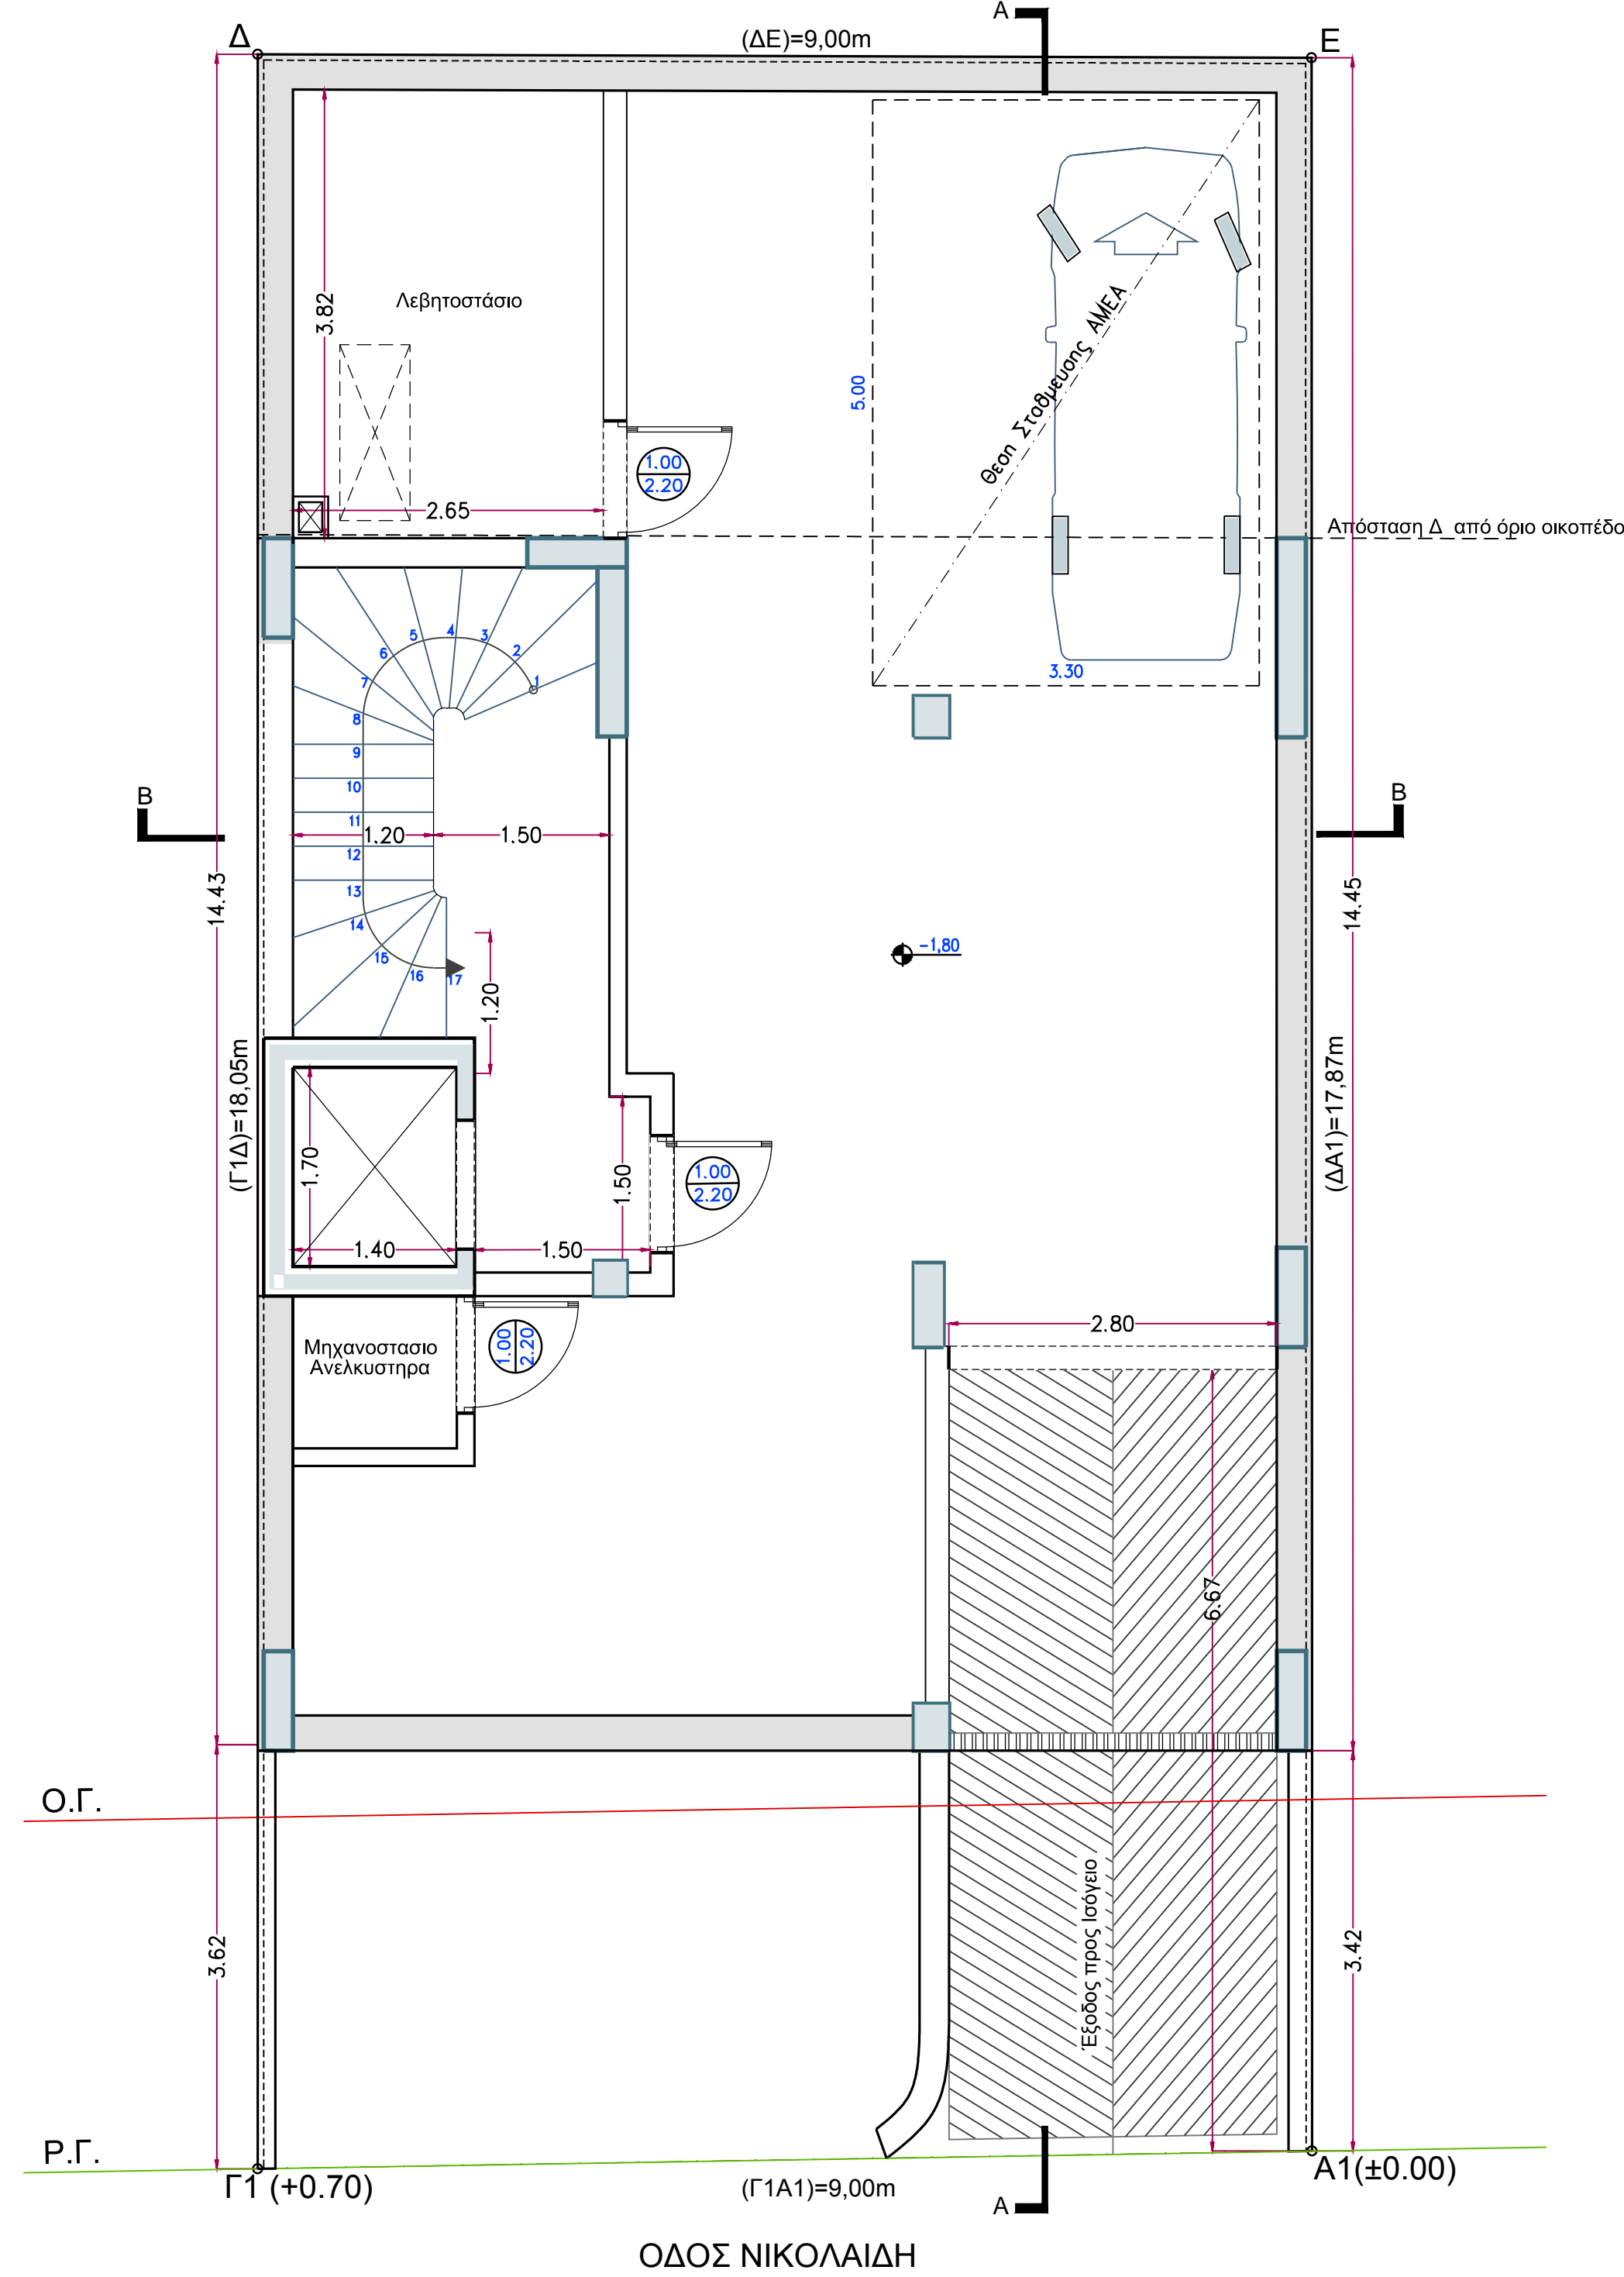 A
Δ
(ΔΕ)=9,00m
E
3.82
Λεβητοστάσιο
Θεση Σταθμευσης ΑΜΕΑ
5.00
1.00
2.20
2.65
Απόσταση Δ από όριο οικοπέδο
3.30
1
2
3
4
5
6
7
8
9
10
11
12
13
14
15
16
17
B
B
1.20
1.50
14.43
14.45
-1,80
1.20
(Γ1Δ)=18,05m
(ΔΑ1)=17,87m
1.70
1.50
1.00
2.20
1.40
1.50
2.80
Μηχανοστασιο
Ανελκυστηρα
1.00
2.20
6.67
Ο.Γ.
Έξοδος προς Ισόγειο
3.62
3.42
Ρ.Γ.
Γ1 (+0.70)
(Γ1Α1)=9,00m
A
Α1(±0.00)
ΟΔΟΣ ΝΙΚΟΛΑΙΔΗ